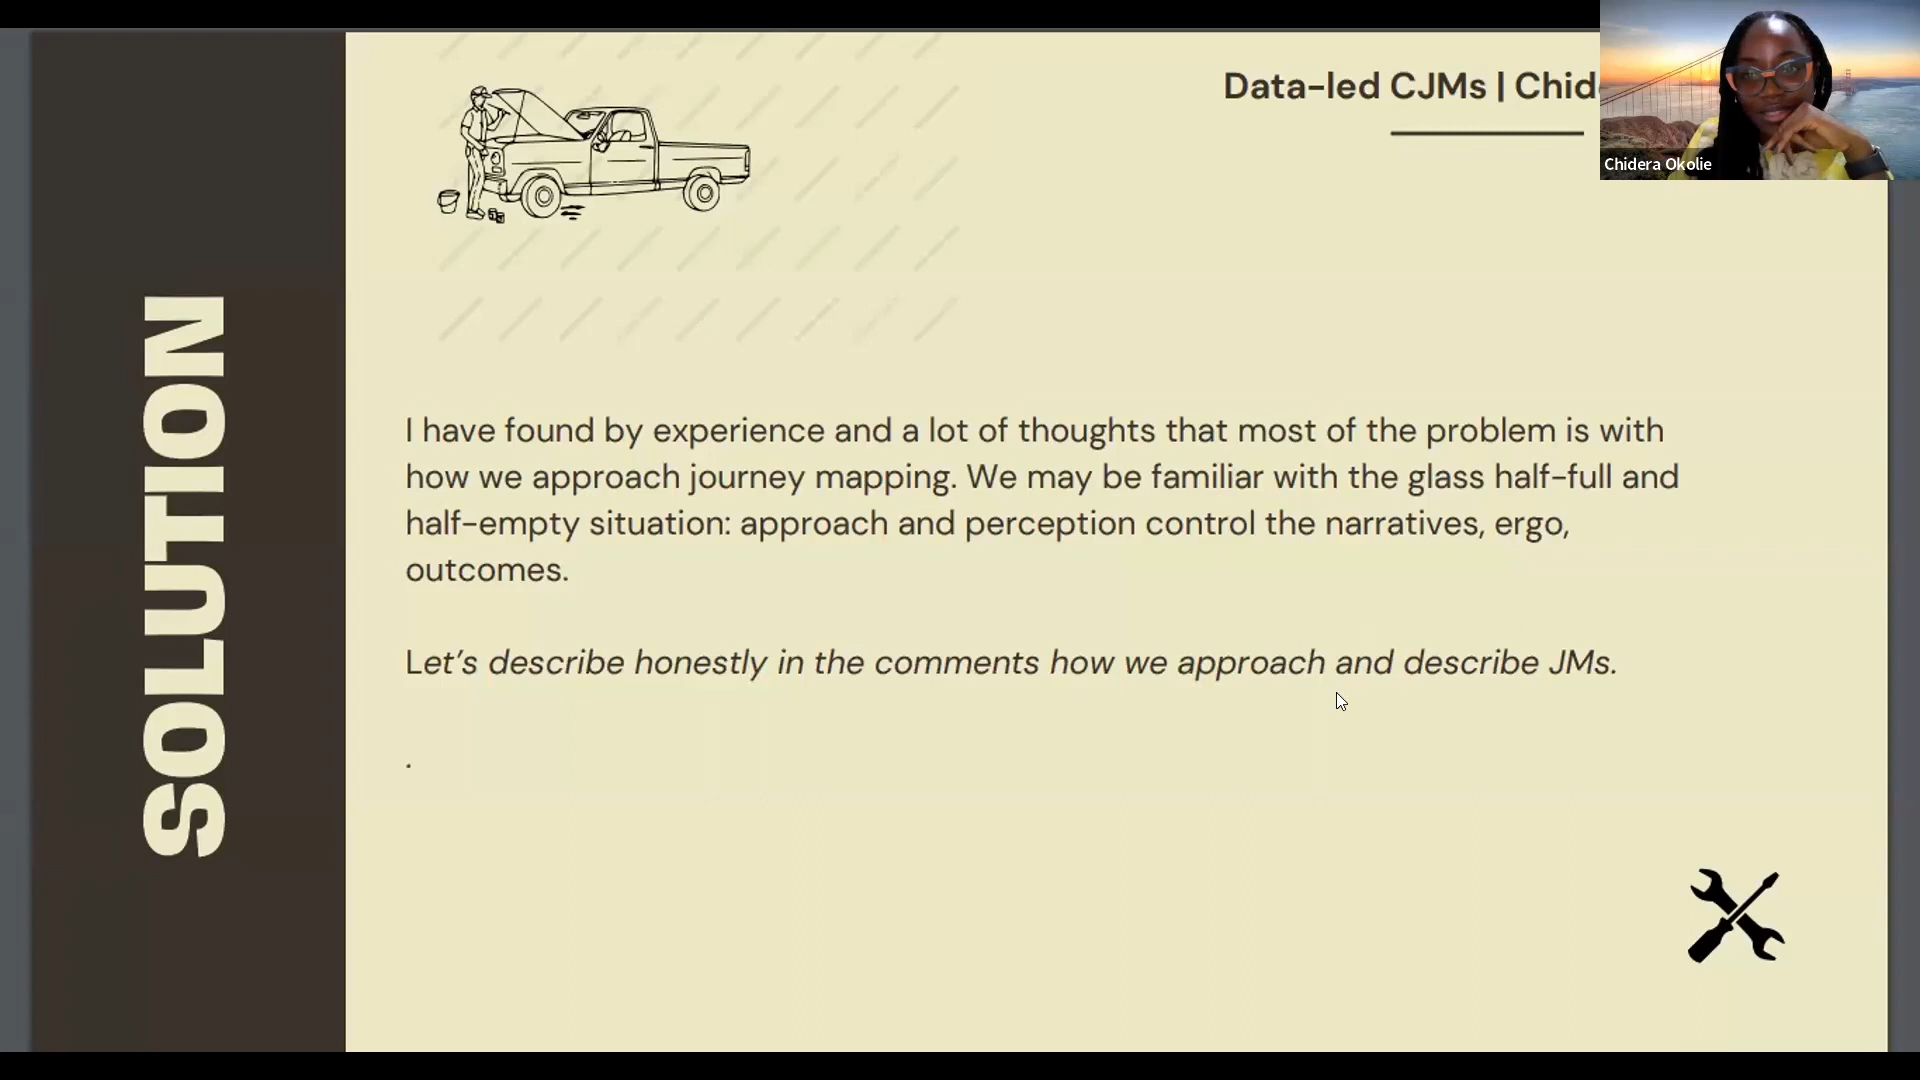 Data-led CJMs | Chid
Chidera Okolie
SOLUTION
I have found by experience and a lot of thoughts that most of the problem is with
how we approach journey mapping. We may be familiar with the glass half-full and
half-empty situation: approach and perception control the narratives, ergo,
outcomes.
Let’s describe honestly in the comments how we approach and describe JMs.
.